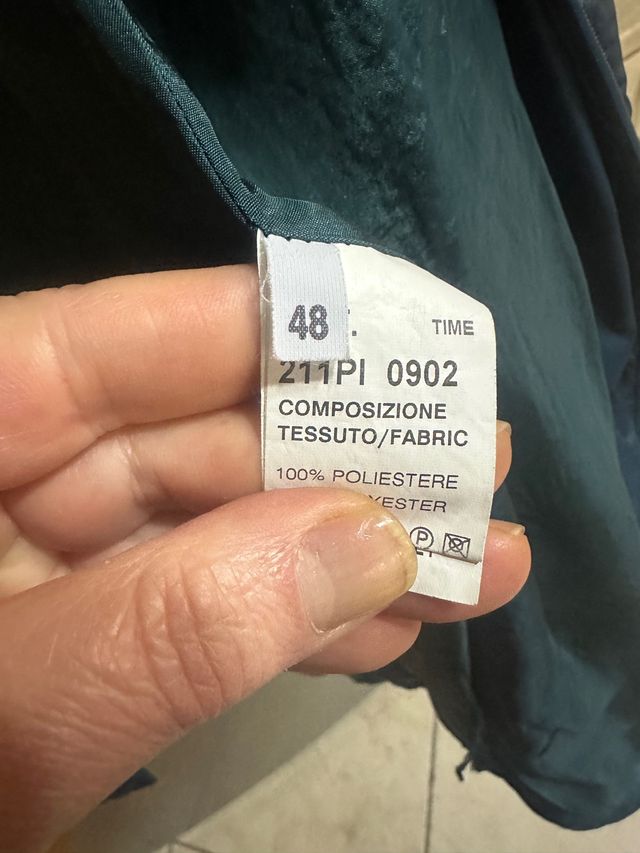 48
TIME
211PI 0902
COMPOSIZIONE
TESSUTO/FABRIC
100% POLIESTERE
P